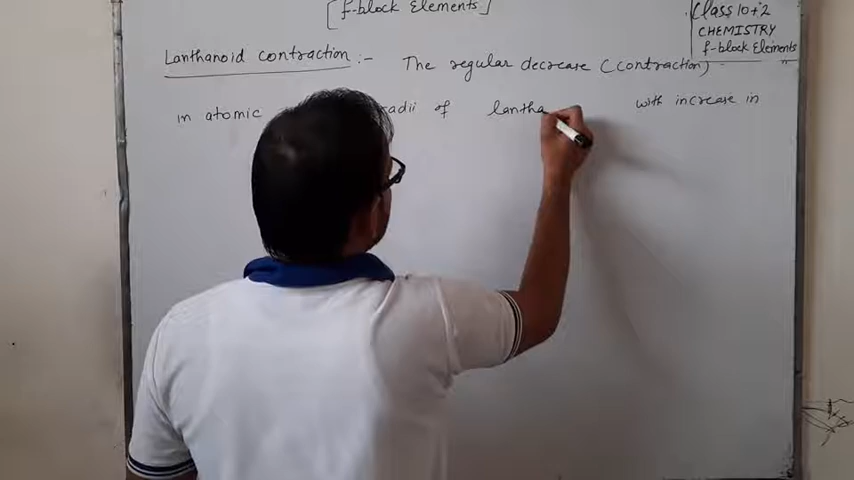 [f-BLOCK ELEMENTS]
Class 10+2
CHEMISTRY
f-BLOCK Elements
Lanthanoid contraction :- The regular decrease (contraction)
in atomic radii of lantha with increase in